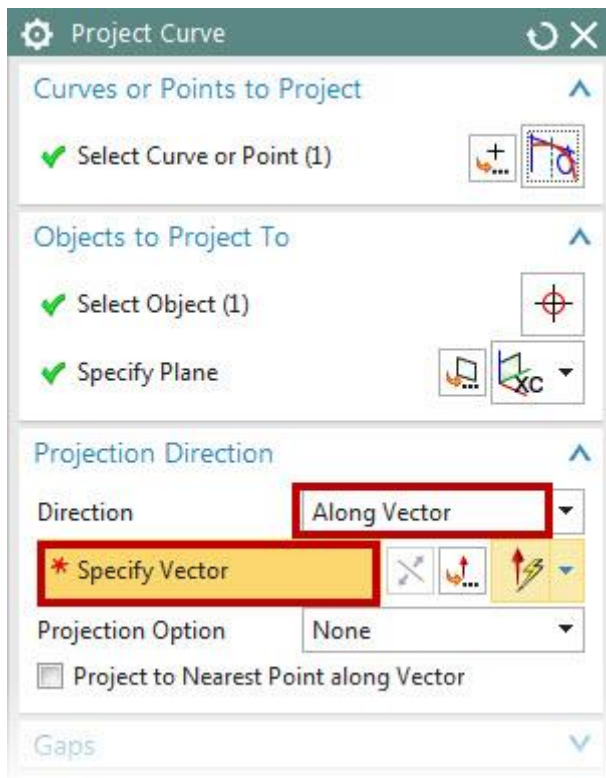 Project Curve
Curves or Points to Project
Select Curve or Point (1)
Objects to Project To
Select Object (1)
Specify Plane
XC
Projection Direction
Direction Along Vector
* Specify Vector
Projection Option None
Project to Nearest Point along Vector
Gaps